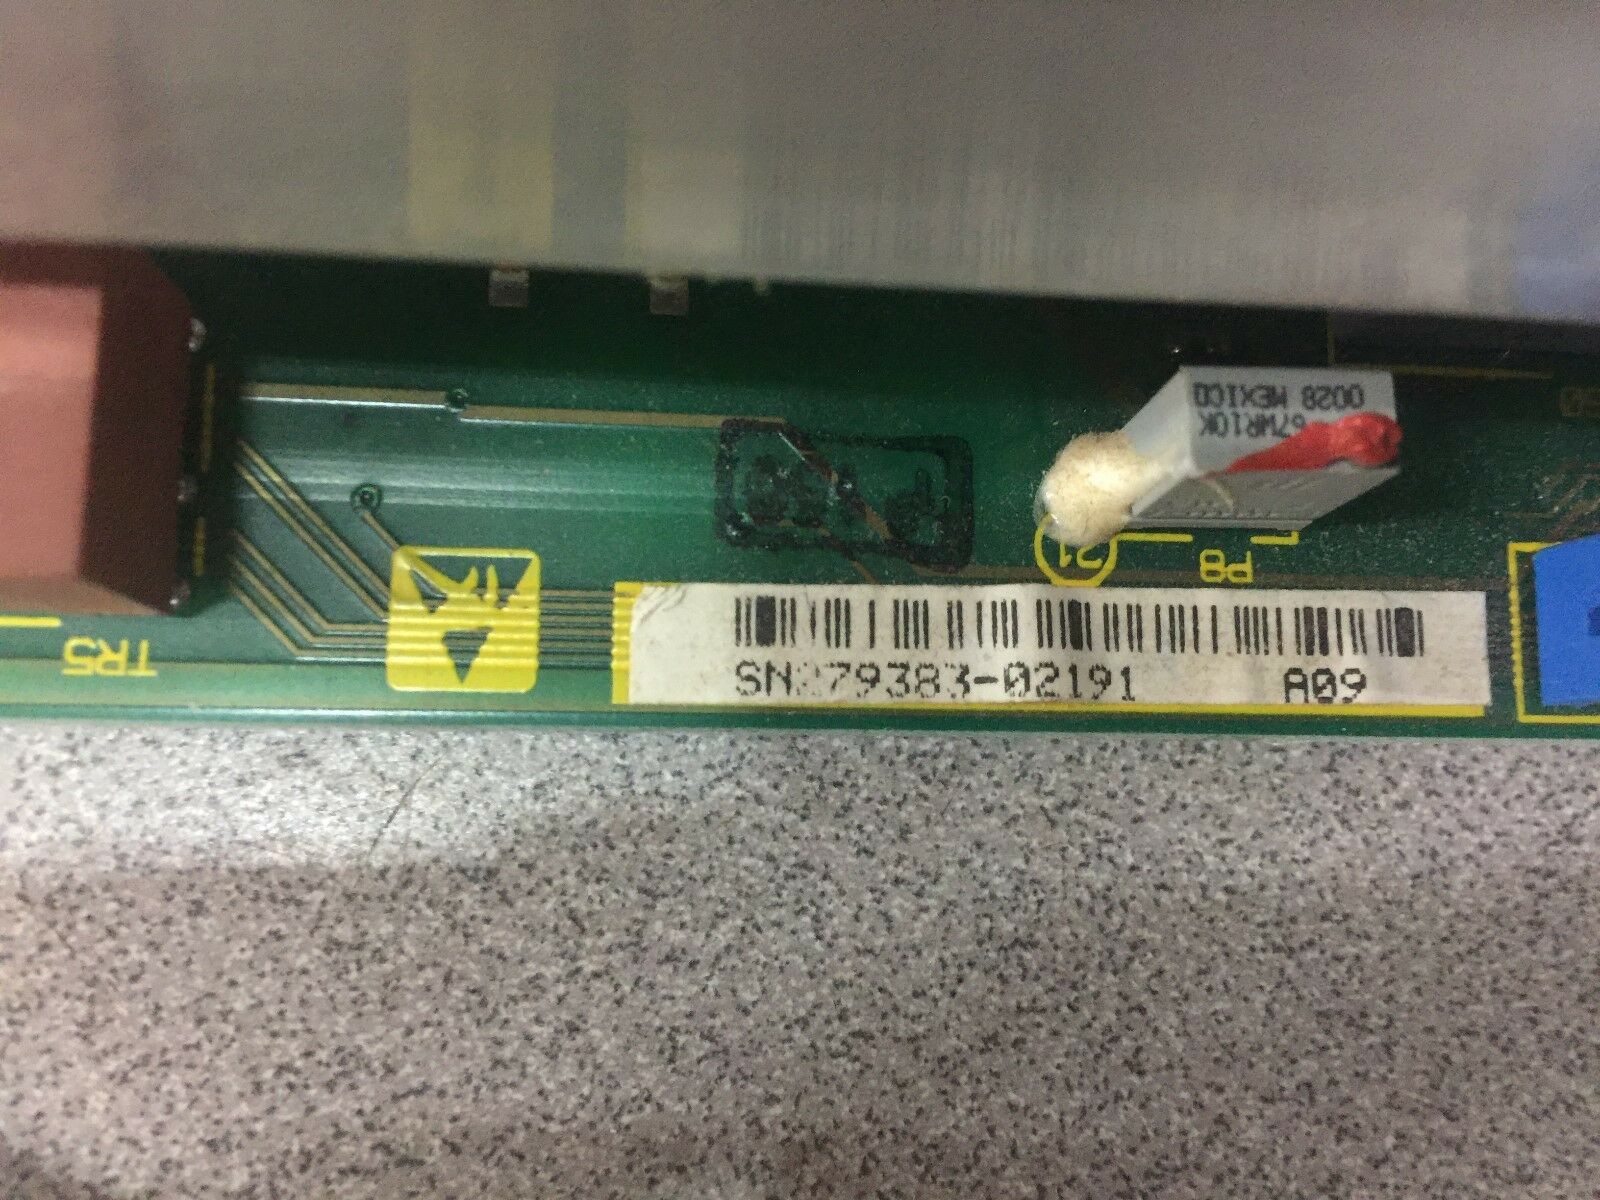 67WR10K
0028 MEXICO
21
P8
TR5
SN279383-02191 A09